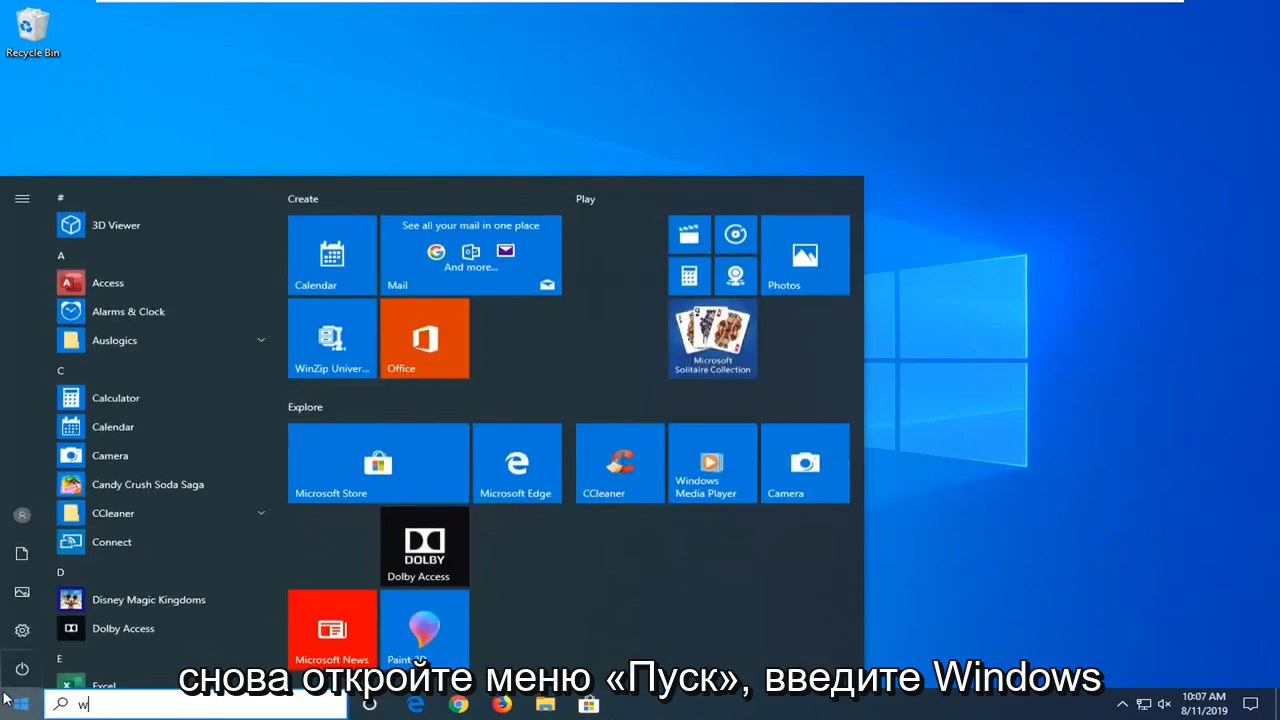 Recycle Bin
#
3D Viewer
A
Access
Alarms & Clock
Auslogics
C
Calculator
Calendar
Camera
Candy Crush Soda Saga
CCleaner
Connect
D
Disney Magic Kingdoms
Dolby Access
E
Excel
Create
Calendar
See all your mail in one place
And more...
Mail
WinZip Univer...
Office
Explore
Microsoft Store
Microsoft Edge
DOLBY
Dolby Access
Microsoft News
Paint 3D
Play
Photos
Microsoft
Solitaire Collection
CCleaner
Windows
Media Player
Camera
снова откройте меню «Пуск», введите Windows
w
10:07 AM
8/11/2019